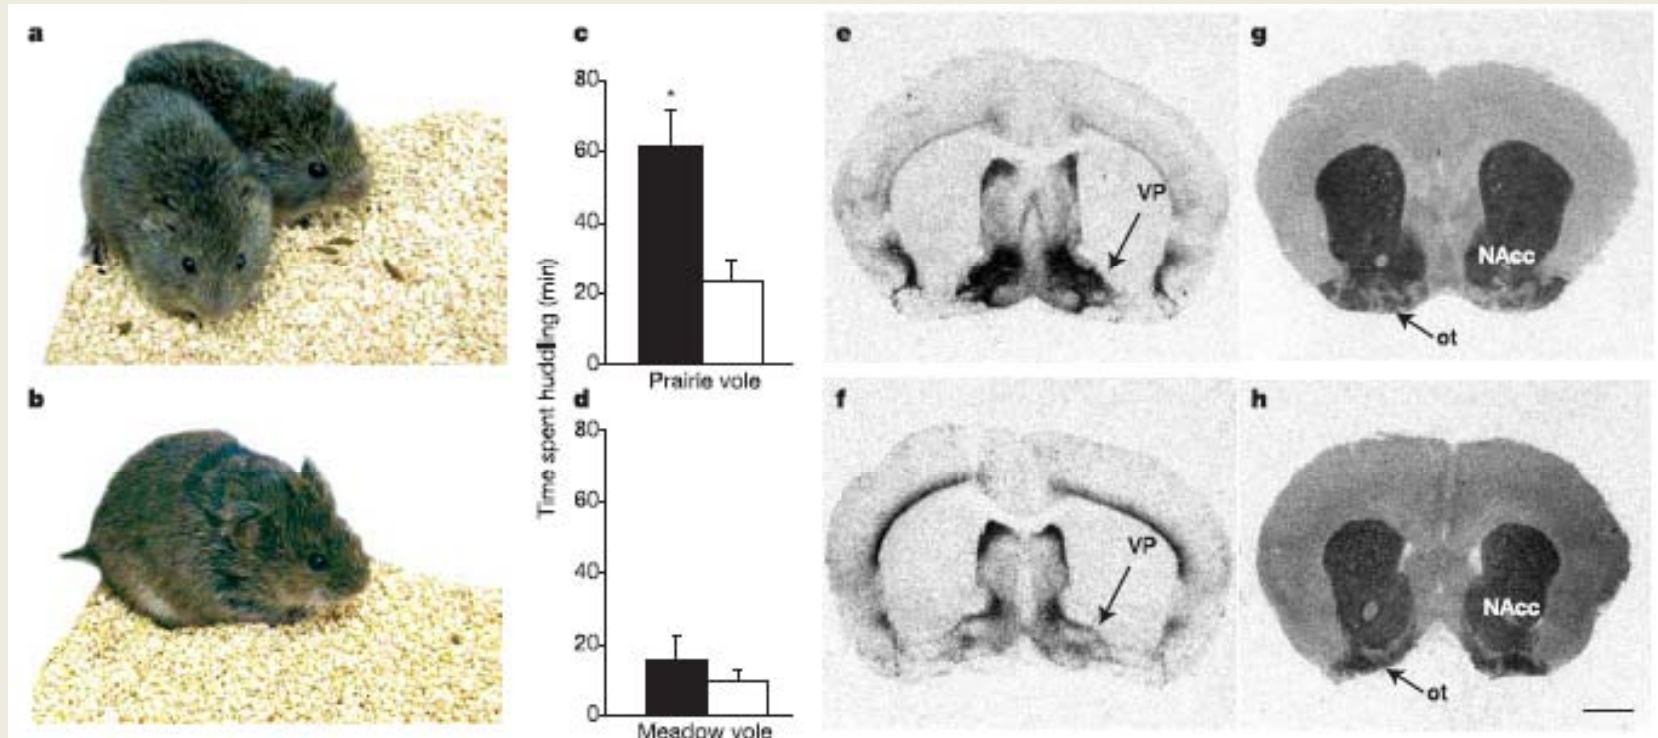 a
c
80
*
60
40
20
0
Prairie vole
Time spent huddling (min)
e
VP
g
NAcc
ot
b
d
80
60
40
20
0
Meadow vole
f
VP
h
NAcc
ot